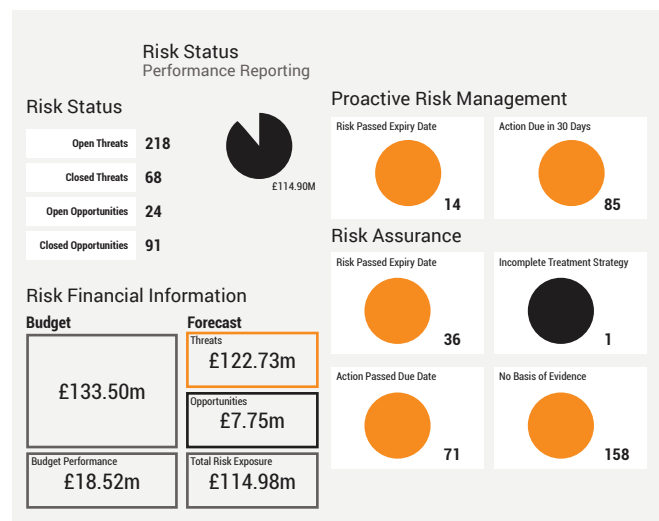 Risk Status
Performance Reporting
Risk Status
Open Threats 218
Closed Threats 68
Open Opportunities 24
Closed Opportunities 91
£114.90M
Risk Financial Information
Budget
£133.50m
Budget Performance
£18.52m
Forecast
Threats
£122.73m
Opportunities
£7.75m
Total Risk Exposure
£114.98m
Proactive Risk Management
Risk Passed Expiry Date
14
Action Due in 30 Days
85
Risk Assurance
Risk Passed Expiry Date
36
Incomplete Treatment Strategy
1
Action Passed Due Date
71
No Basis of Evidence
158